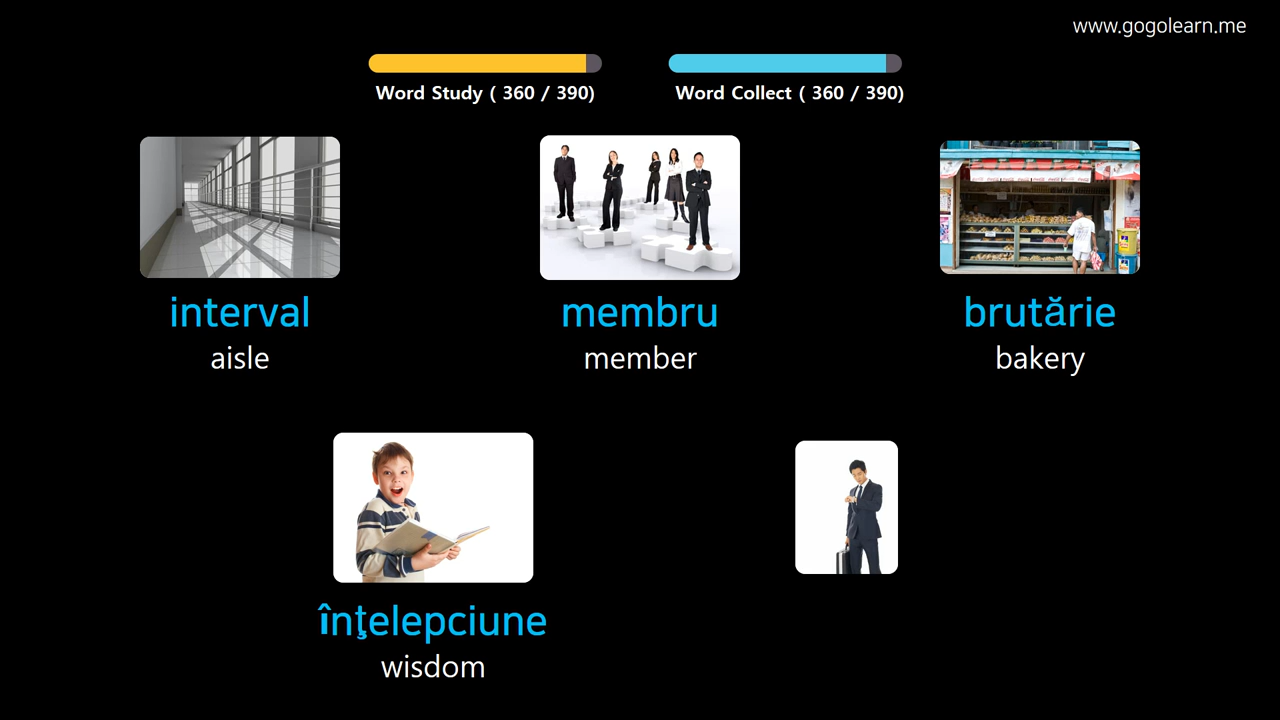 www.gogolearn.me
Word Study ( 360 / 390)
Word Collect ( 360 / 390)
interval
aisle
membru
member
brutărie
bakery
înţelepciune
wisdom